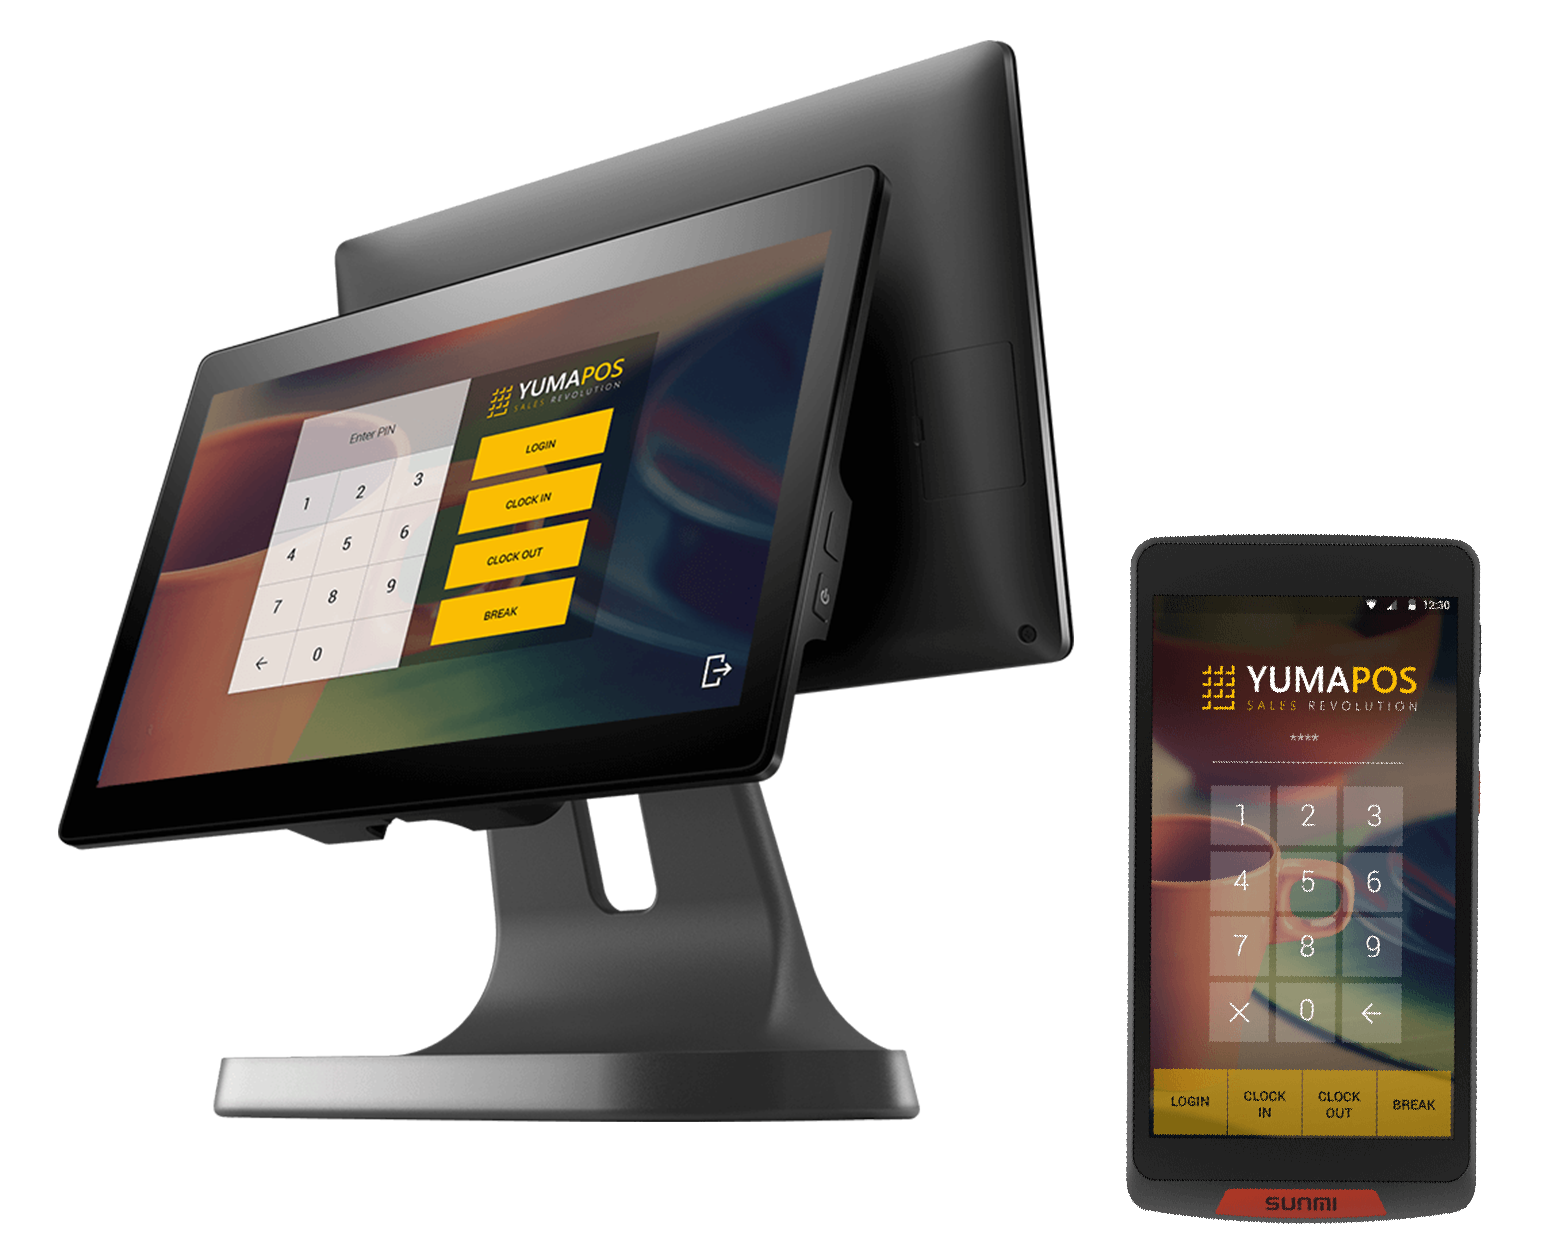 YUMAPOS
SALES REVOLUTION
Enter PIN
1 2 3
4 5 6
7 8 9
← 0
LOGIN
CLOCK IN
CLOCK OUT
BREAK
12:30
YUMAPOS
SALES REVOLUTION
****
1 2 3
4 5 6
7 8 9
× 0 ←
LOGIN
CLOCK
IN
CLOCK
OUT
BREAK
SUNMI